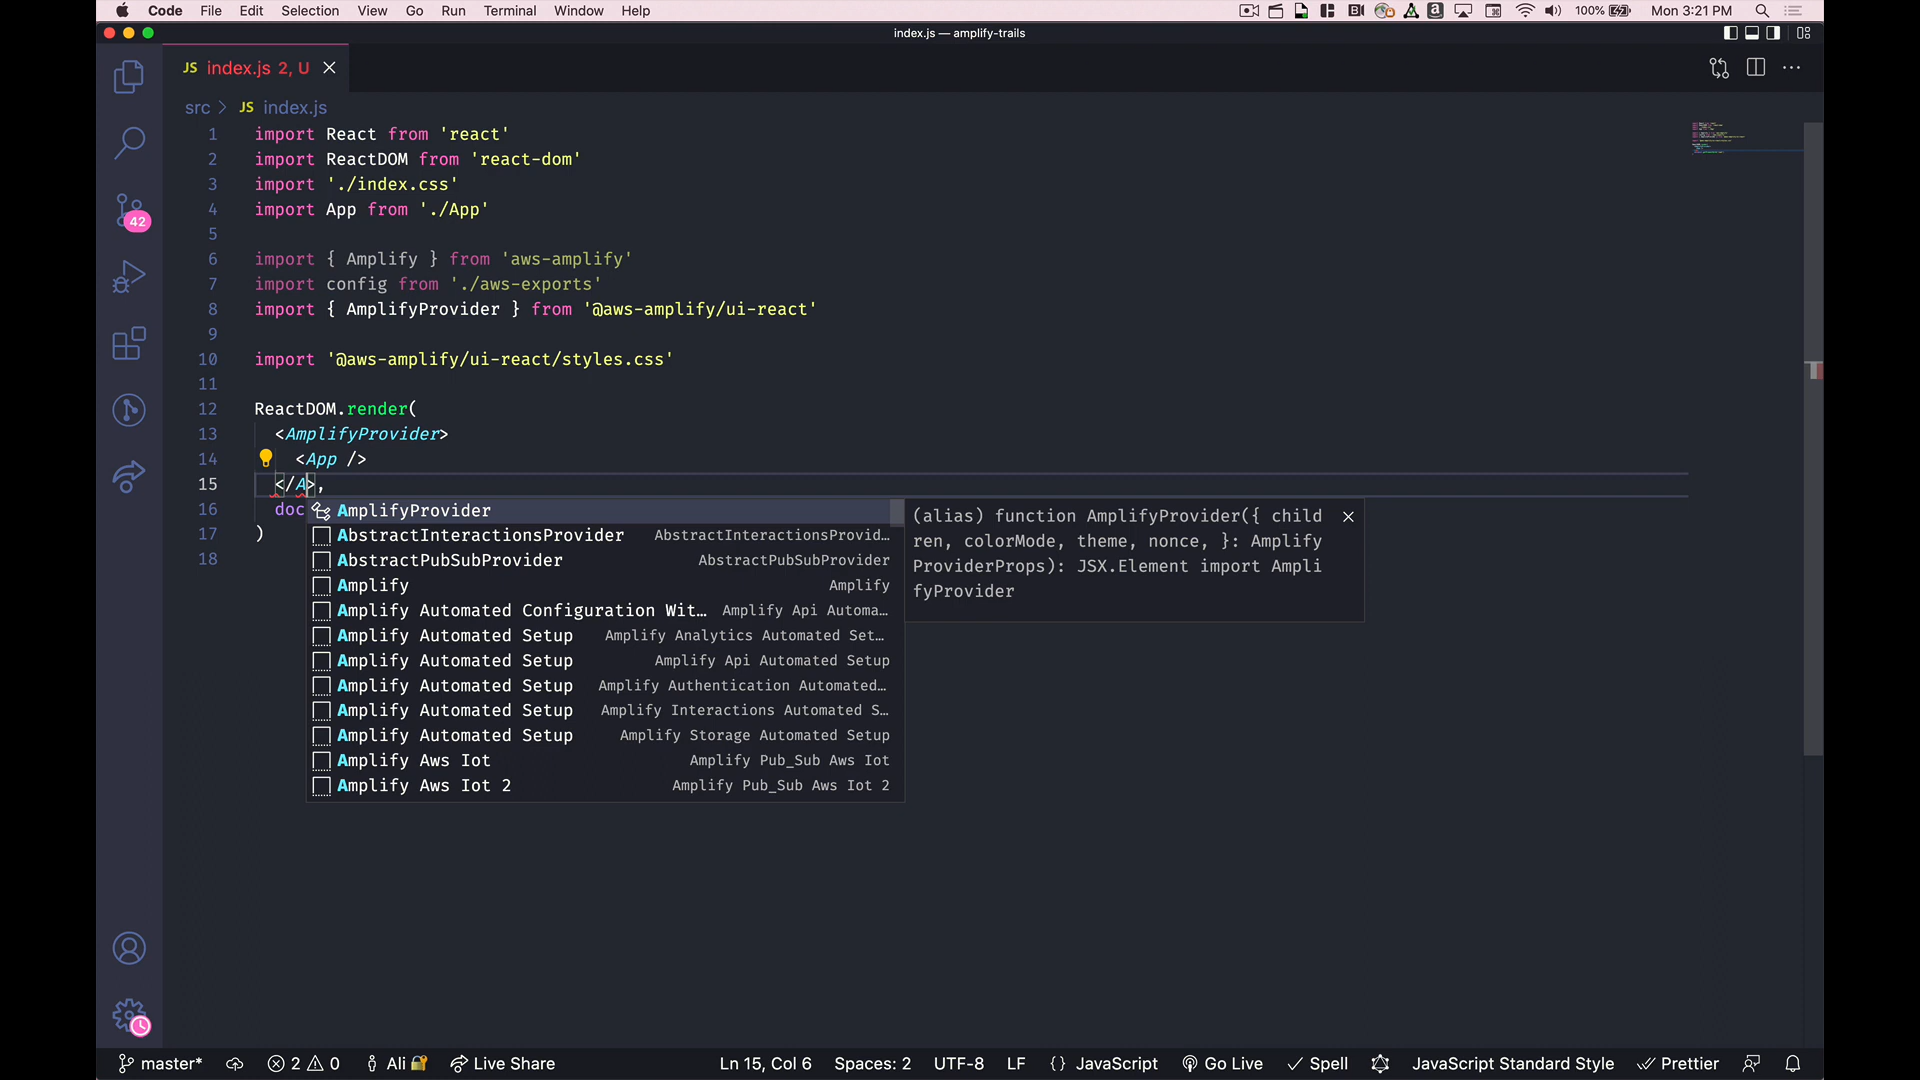 Code File Edit Selection View Go Run Terminal Window Help 100% Mon 3:21 PM
index.js — amplify-trails
JS index.js 2, U
src > JS index.js
1 import React from 'react'
2 import ReactDOM from 'react-dom'
3 import './index.css'
4 import App from './App'
5
6 import { Amplify } from 'aws-amplify'
7 import config from './aws-exports'
8 import { AmplifyProvider } from '@aws-amplify/ui-react'
9
10 import '@aws-amplify/ui-react/styles.css'
11
12 ReactDOM.render(
13 <AmplifyProvider>
14 <App />
15 </A>,
16 doc
17 )
18
42
AmplifyProvider
AbstractInteractionsProvider AbstractInteractionsProvid…
AbstractPubSubProvider AbstractPubSubProvider
Amplify Amplify
Amplify Automated Configuration Wit… Amplify Api Automa…
Amplify Automated Setup Amplify Analytics Automated Set…
Amplify Automated Setup Amplify Api Automated Setup
Amplify Automated Setup Amplify Authentication Automated…
Amplify Automated Setup Amplify Interactions Automated S…
Amplify Automated Setup Amplify Storage Automated Setup
Amplify Aws Iot Amplify Pub_Sub Aws Iot
Amplify Aws Iot 2 Amplify Pub_Sub Aws Iot 2
(alias) function AmplifyProvider({ child
ren, colorMode, theme, nonce, }: Amplify
ProviderProps): JSX.Element import Ampli
fyProvider
master* 2 0 Ali Live Share Ln 15, Col 6 Spaces: 2 UTF-8 LF {} JavaScript Go Live Spell JavaScript Standard Style Prettier